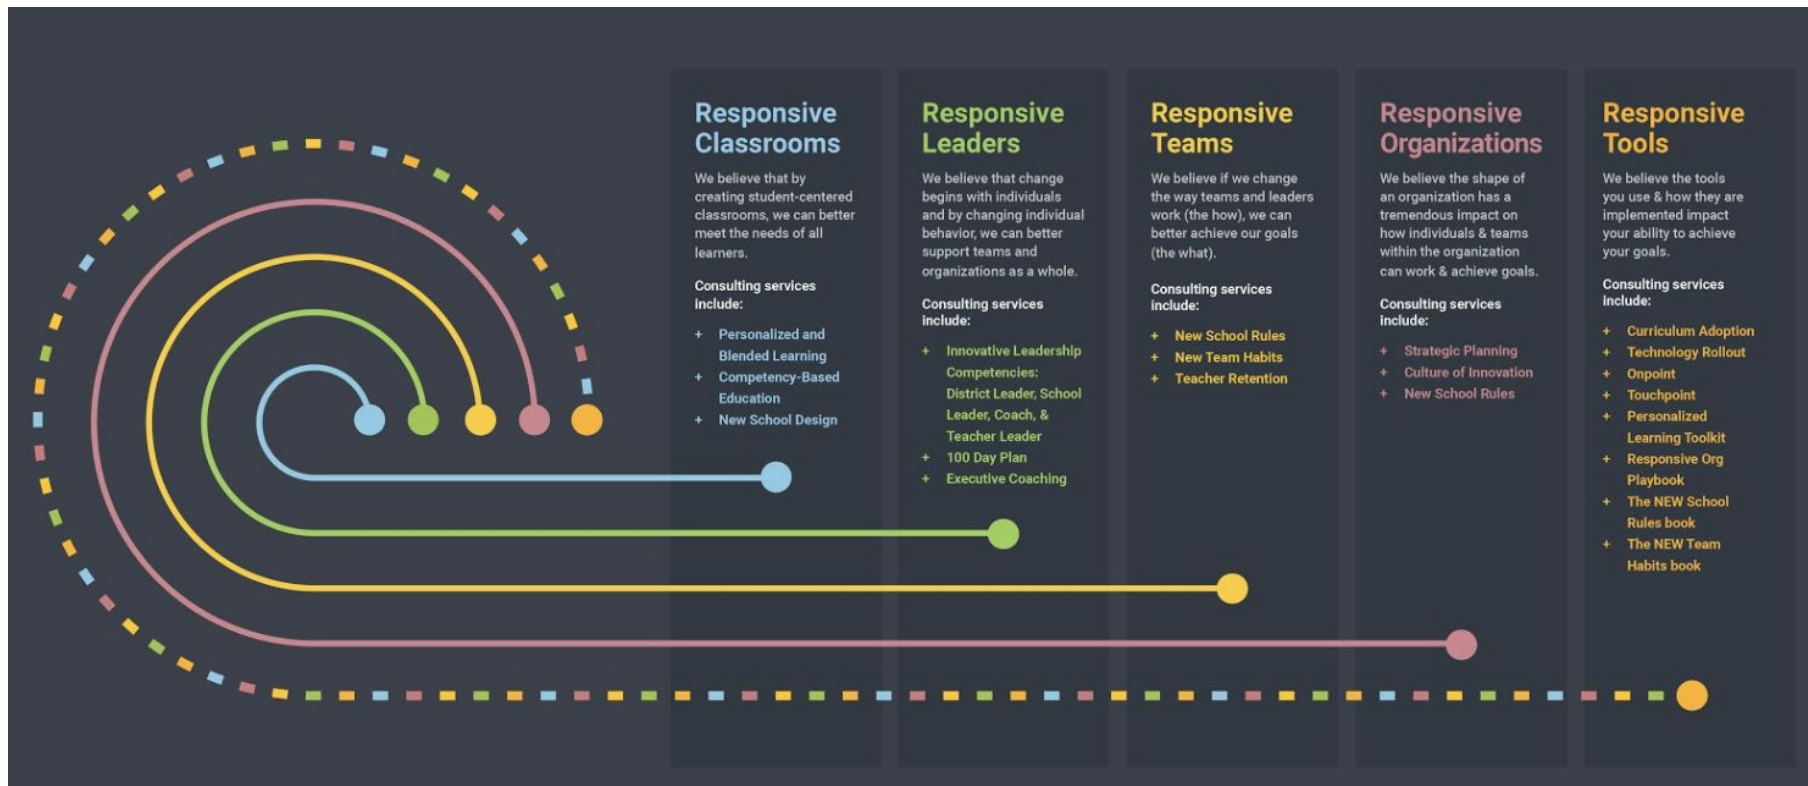 Responsive
Classrooms
We believe that by
creating student-centered
classrooms, we can better
meet the needs of all
learners.
Consulting services
include:
+ Personalized and
Blended Learning
+ Competency-Based
Education
+ New School Design
Responsive
Leaders
We believe that change
begins with individuals
and by changing individual
behavior, we can better
support teams and
organizations as a whole.
Consulting services
include:
+ Innovative Leadership
Competencies:
District Leader, School
Leader, Coach, &
Teacher Leader
+ 100 Day Plan
+ Executive Coaching
Responsive
Teams
We believe if we change
the way teams and leaders
work (the how), we can
better achieve our goals
(the what).
Consulting services
include:
+ New School Rules
+ New Team Habits
+ Teacher Retention
Responsive
Organizations
We believe the shape of
an organization has a
tremendous impact on
how individuals & teams
within the organization
can work & achieve goals.
Consulting services
include:
+ Strategic Planning
+ Culture of Innovation
+ New School Rules
Responsive
Tools
We believe the tools
you use & how they are
implemented impact
your ability to achieve
your goals.
Consulting services
include:
+ Curriculum Adoption
+ Technology Rollout
+ Onpoint
+ Touchpoint
+ Personalized
Learning Toolkit
+ Responsive Org
Playbook
+ The NEW School
Rules book
+ The NEW Team
Habits book